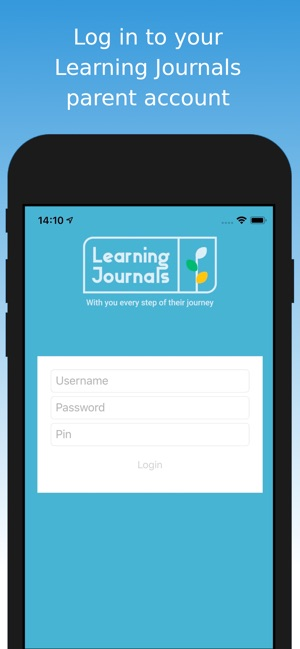 Log in to your
Learning Journals
parent account
14:10
Learning
Journals
With you every step of their journey
Username
Password
Pin
Login